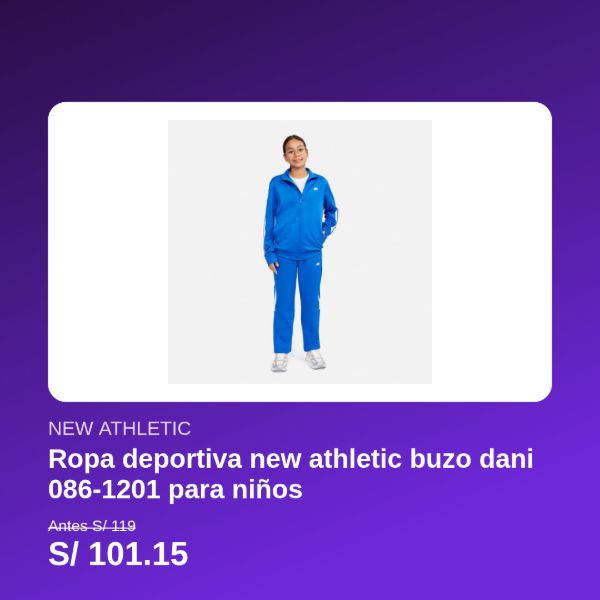 NEW ATHLETIC
Ropa deportiva new athletic buzo dani
086-1201 para niños
Antes S/ 119
S/ 101.15